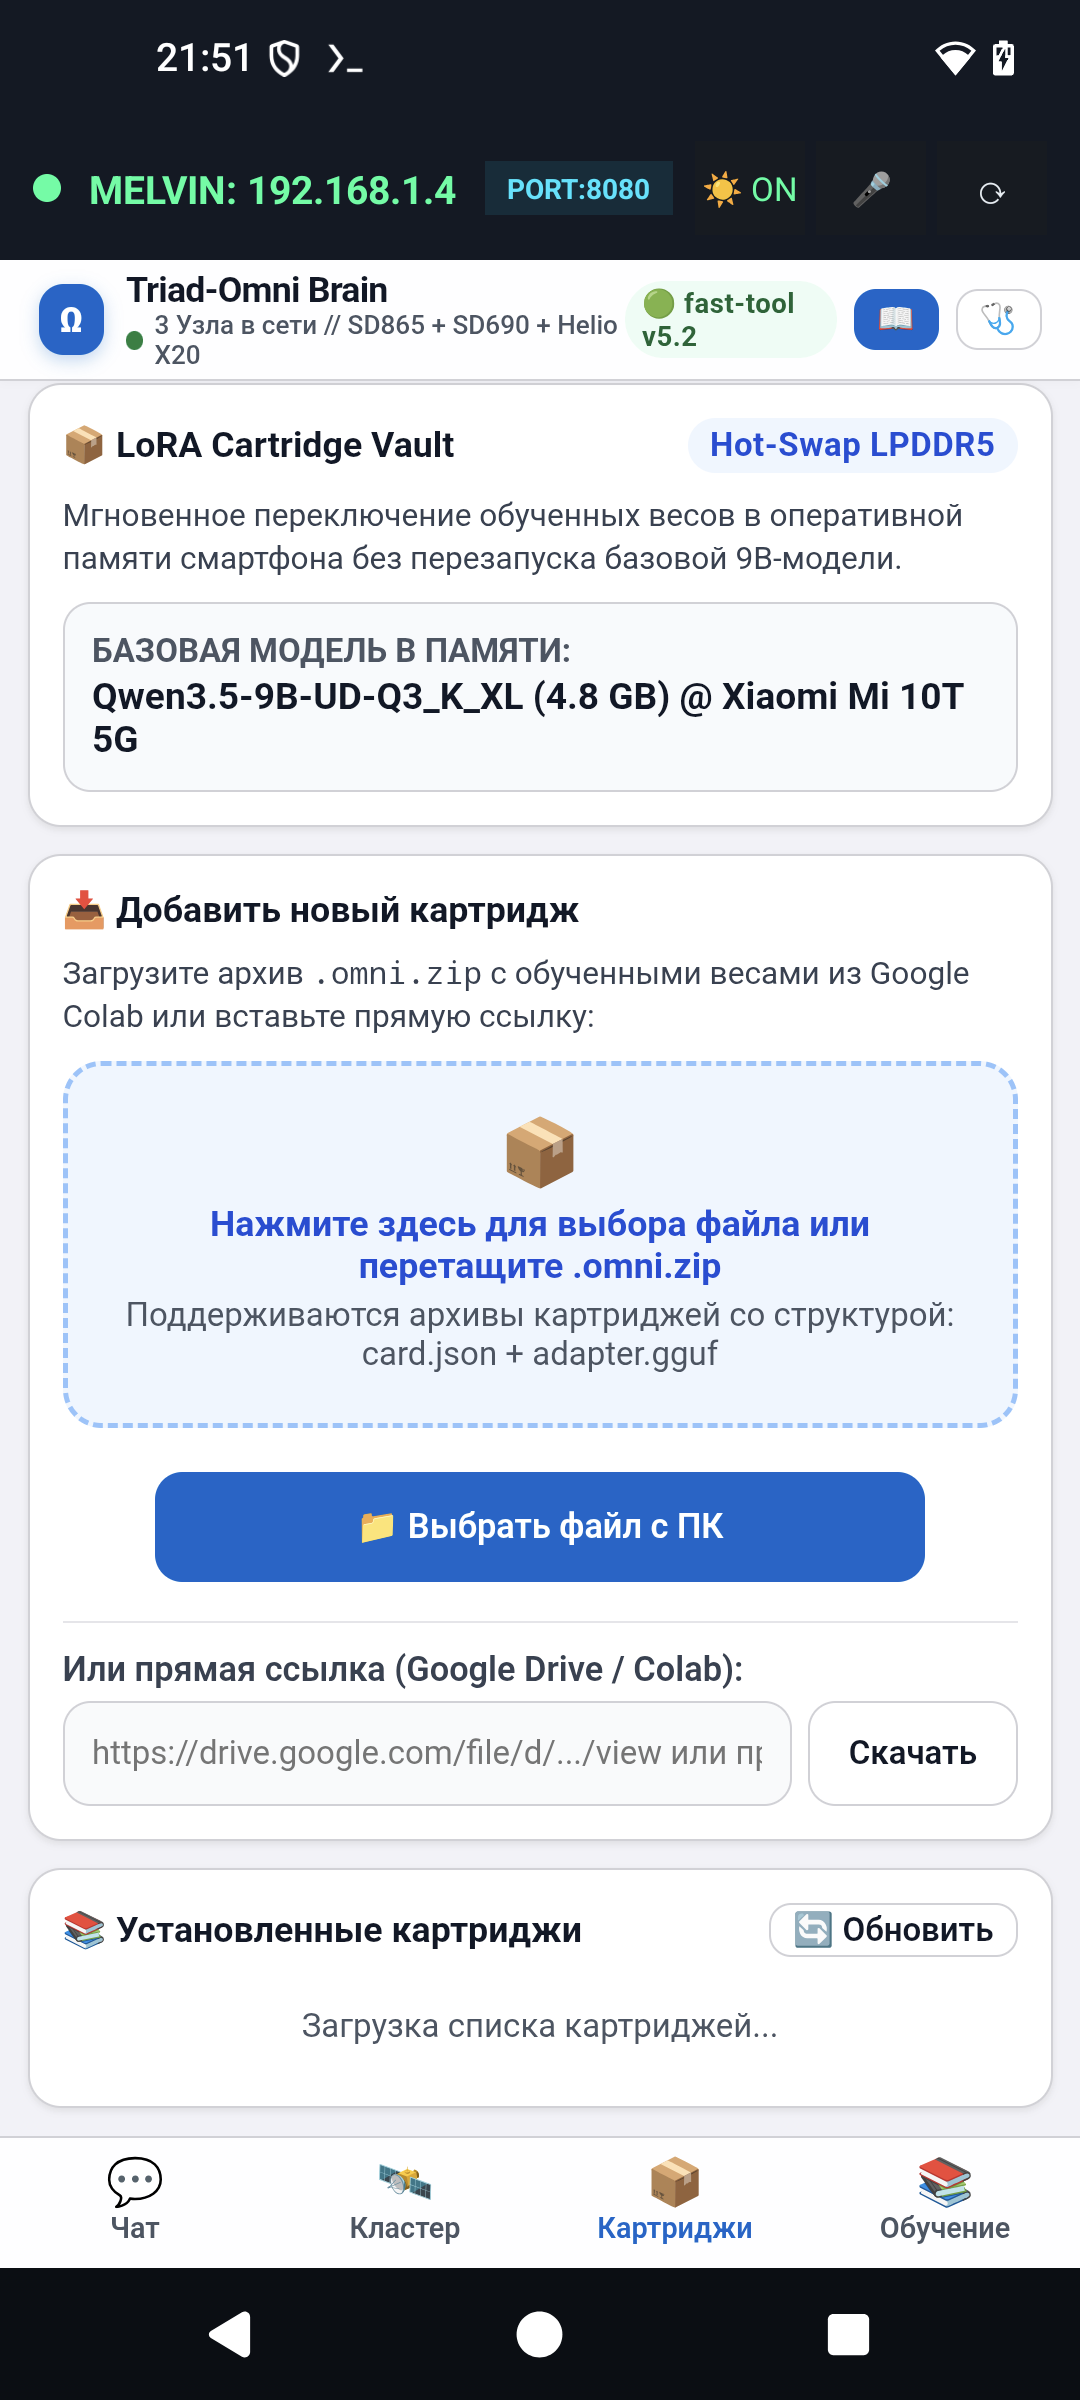 21:51
MELVIN: 192.168.1.4
PORT:8080
ON
Ω
Triad-Omni Brain
3 Узла в сети // SD865 + SD690 + Helio
X20
fast-tool
v5.2
LoRA Cartridge Vault
Hot-Swap LPDDR5
Мгновенное переключение обученных весов в оперативной
памяти смартфона без перезапуска базовой 9B-модели.
БАЗОВАЯ МОДЕЛЬ В ПАМЯТИ:
Qwen3.5-9B-UD-Q3_K_XL (4.8 GB) @ Xiaomi Mi 10T
5G
Добавить новый картридж
Загрузите архив .omni.zip с обученными весами из Google
Colab или вставьте прямую ссылку:
Нажмите здесь для выбора файла или
перетащите .omni.zip
Поддерживаются архивы картриджей со структурой:
card.json + adapter.gguf
Выбрать файл с ПК
Или прямая ссылка (Google Drive / Colab):
https://drive.google.com/file/d/.../view или пр
Скачать
Установленные картриджи
Обновить
Загрузка списка картриджей...
Чат
Кластер
Картриджи
Обучение